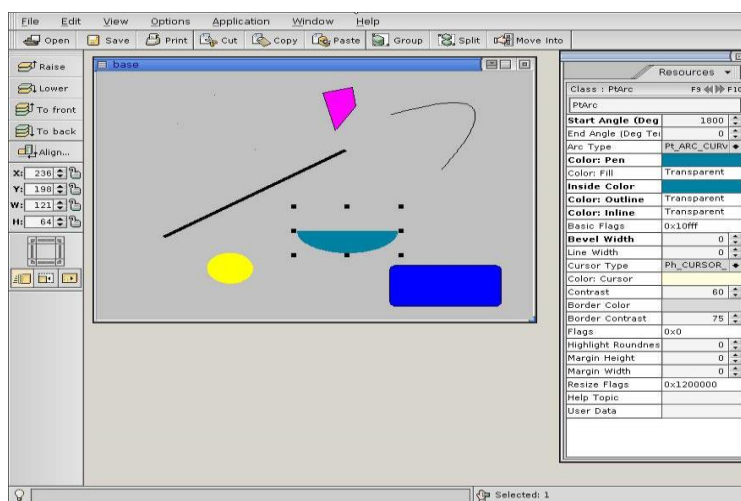 File Edit View Options Application Window Help
Open Save Print Cut Copy Paste Group Split Move Into
Raise
Lower
To front
To back
Align...
X: 236
Y: 198
W: 121
H: 64
base
Resources
Class : PtArc F9 F10
PtArc
Start Angle (Deg 1800
End Angle (Deg Te 0
Arc Type Pt_ARC_CURV
Color: Pen
Color: Fill Transparent
Inside Color
Color: Outline Transparent
Color: Inline Transparent
Basic Flags 0x10fff
Bevel Width 0
Line Width 0
Cursor Type Ph_CURSOR_
Color: Cursor
Contrast 60
Border Color
Border Contrast 75
Flags 0x0
Highlight Roundnes 0
Margin Height 0
Margin Width 0
Resize Flags 0x1200000
Help Topic
User Data
Selected: 1